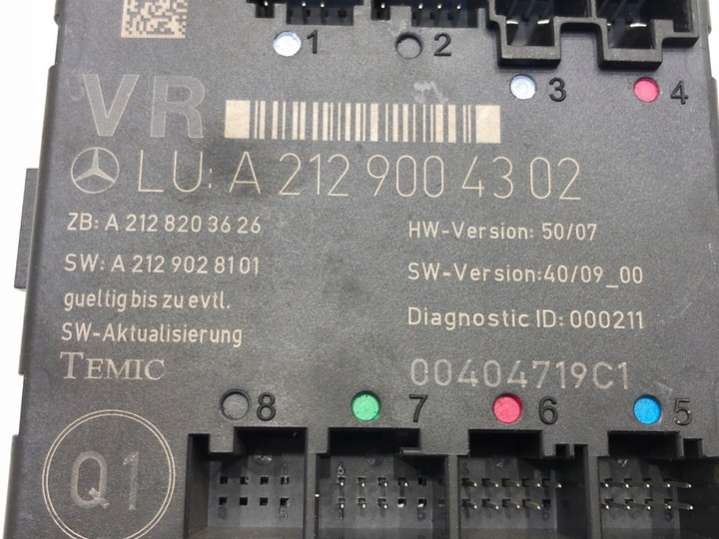 1 2 3 4
VR
LU: A 212 900 43 02
ZB: A 212 820 36 26
HW-Version: 50/07
SW: A 212 902 81 01
SW-Version:40/09_00
gueltig bis zu evtl.
SW-Aktualisierung
Diagnostic ID: 000211
TEMIC
00404719C1
8 7 6 5
Q1